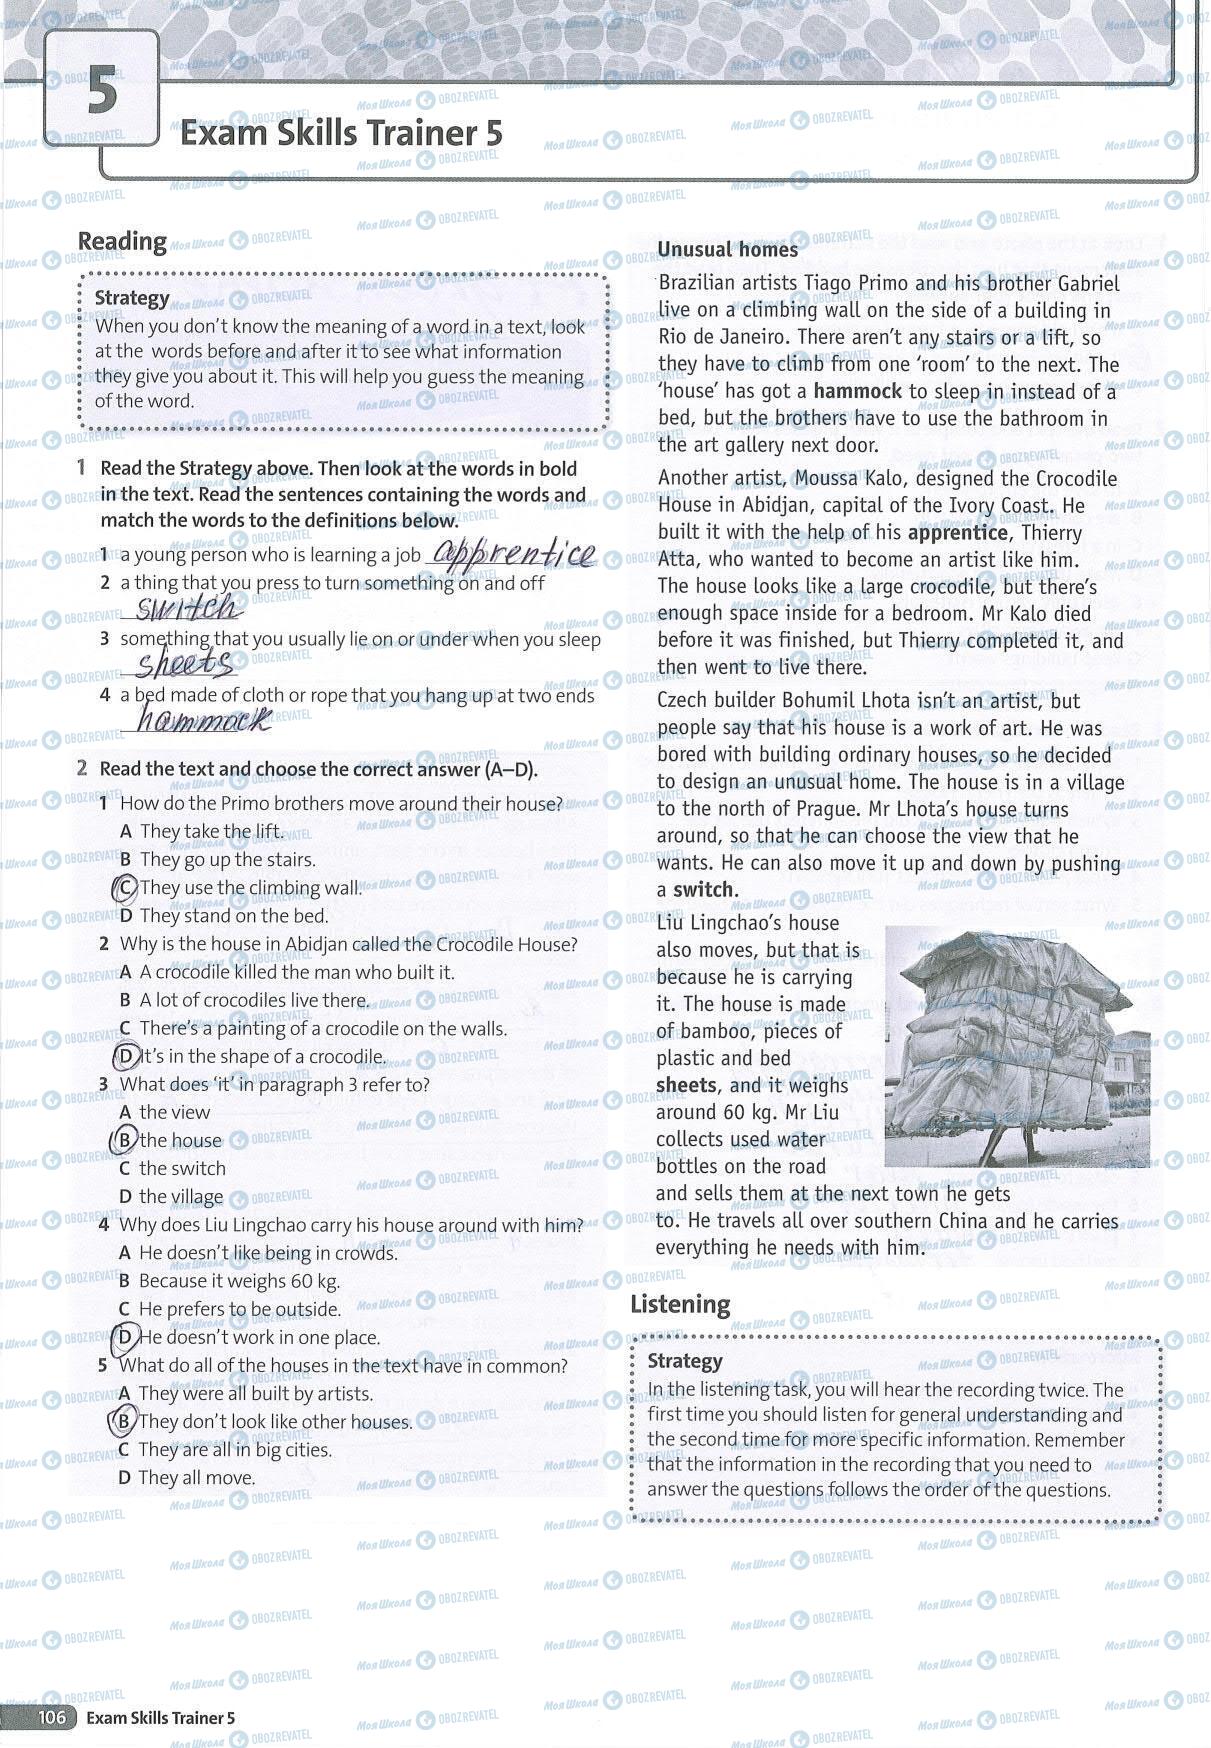 5
Exam Skills Trainer 5
Reading
Strategy
When you don't know the meaning of a word in a text, look
at the words before and after it to see what information
they give you about it. This will help you guess the meaning
of the word.
1 Read the Strategy above. Then look at the words in bold
in the text. Read the sentences containing the words and
match the words to the definitions below.
1 a young person who is learning a job apprentice
2 a thing that you press to turn something on and off
switch
3 something that you usually lie on or under when you sleep
sheets
4 a bed made of cloth or rope that you hang up at two ends
hammock
2 Read the text and choose the correct answer (A–D).
1 How do the Primo brothers move around their house?
A They take the lift.
B They go up the stairs.
C They use the climbing wall.
D They stand on the bed.
2 Why is the house in Abidjan called the Crocodile House?
A A crocodile killed the man who built it.
B A lot of crocodiles live there.
C There's a painting of a crocodile on the walls.
D It's in the shape of a crocodile.
3 What does 'it' in paragraph 3 refer to?
A the view
B the house
C the switch
D the village
4 Why does Liu Lingchao carry his house around with him?
A He doesn't like being in crowds.
B Because it weighs 60 kg.
C He prefers to be outside.
D He doesn't work in one place.
5 What do all of the houses in the text have in common?
A They were all built by artists.
B They don't look like other houses.
C They are all in big cities.
D They all move.
Unusual homes
Brazilian artists Tiago Primo and his brother Gabriel
live on a climbing wall on the side of a building in
Rio de Janeiro. There aren't any stairs or a lift, so
they have to climb from one 'room' to the next. The
'house' has got a hammock to sleep in instead of a
bed, but the brothers have to use the bathroom in
the art gallery next door.
Another artist, Moussa Kalo, designed the Crocodile
House in Abidjan, capital of the Ivory Coast. He
built it with the help of his apprentice, Thierry
Atta, who wanted to become an artist like him.
The house looks like a large crocodile, but there's
enough space inside for a bedroom. Mr Kalo died
before it was finished, but Thierry completed it, and
then went to live there.
Czech builder Bohumil Lhota isn't an artist, but
people say that his house is a work of art. He was
bored with building ordinary houses, so he decided
to design an unusual home. The house is in a village
to the north of Prague. Mr Lhota's house turns
around, so that he can choose the view that he
wants. He can also move it up and down by pushing
a switch.
Liu Lingchao's house
also moves, but that is
because he is carrying
it. The house is made
of bamboo, pieces of
plastic and bed
sheets, and it weighs
around 60 kg. Mr Liu
collects used water
bottles on the road
and sells them at the next town he gets
to. He travels all over southern China and he carries
everything he needs with him.
Listening
Strategy
In the listening task, you will hear the recording twice. The
first time you should listen for general understanding and
the second time for more specific information. Remember
that the information in the recording that you need to
answer the questions follows the order of the questions.
106 Exam Skills Trainer 5
МояШкола OBOZREVATEL